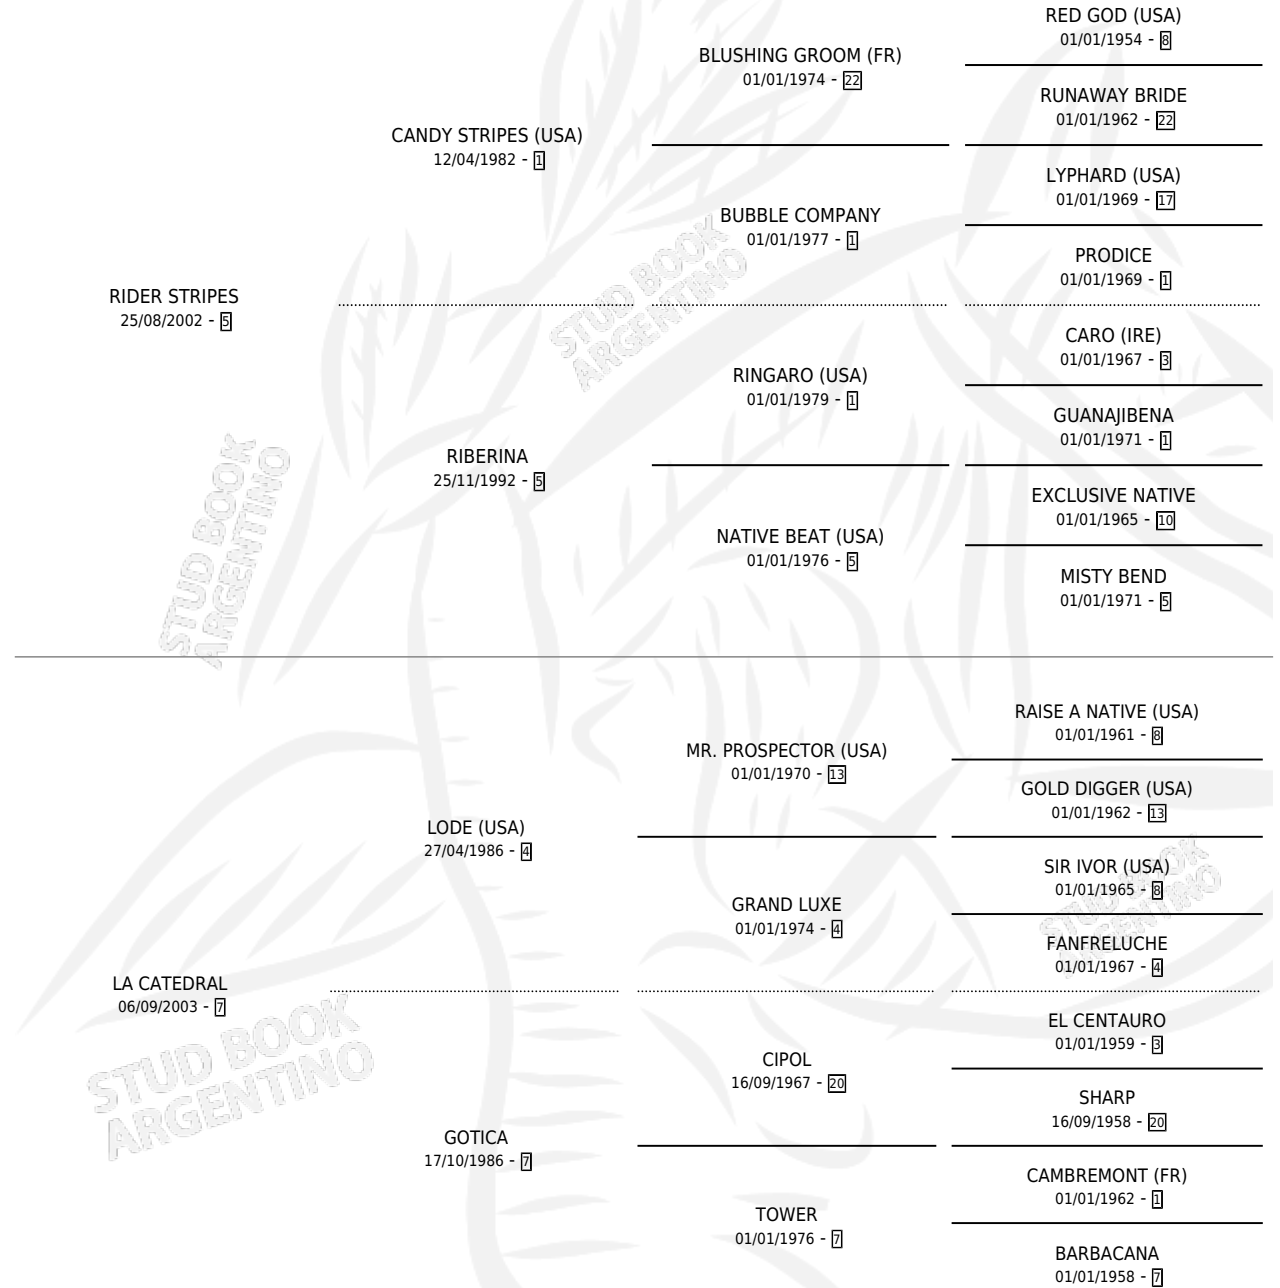 RED GOD (USA)
01/01/1954 - 8
BLUSHING GROOM (FR)
01/01/1974 - 22
RUNAWAY BRIDE
01/01/1962 - 22
CANDY STRIPES (USA)
12/04/1982 - 1
LYPHARD (USA)
01/01/1969 - 17
BUBBLE COMPANY
01/01/1977 - 1
PRODICE
01/01/1969 - 1
RIDER STRIPES
25/08/2002 - 5
STUD BOOK
ARGENTINO
CARO (IRE)
01/01/1967 - 3
RINGARO (USA)
01/01/1979 - 1
GUANAJIBENA
01/01/1971 - 1
RIBERINA
25/11/1992 - 5
EXCLUSIVE NATIVE
01/01/1965 - 10
NATIVE BEAT (USA)
01/01/1976 - 5
MISTY BEND
01/01/1971 - 5
STUD BOOK
ARGENTINO
RAISE A NATIVE (USA)
01/01/1961 - 8
MR. PROSPECTOR (USA)
01/01/1970 - 13
GOLD DIGGER (USA)
01/01/1962 - 13
LODE (USA)
27/04/1986 - 4
SIR IVOR (USA)
01/01/1965 - 8
GRAND LUXE
01/01/1974 - 4
FANFRELUCHE
01/01/1967 - 4
STUD BOOK
ARGENTINO
LA CATEDRAL
06/09/2003 - 7
EL CENTAURO
01/01/1959 - 3
CIPOL
16/09/1967 - 20
SHARP
16/09/1958 - 20
STUD BOOK
ARGENTINO
GOTICA
17/10/1986 - 7
CAMBREMONT (FR)
01/01/1962 - 1
TOWER
01/01/1976 - 7
BARBACANA
01/01/1958 - 7